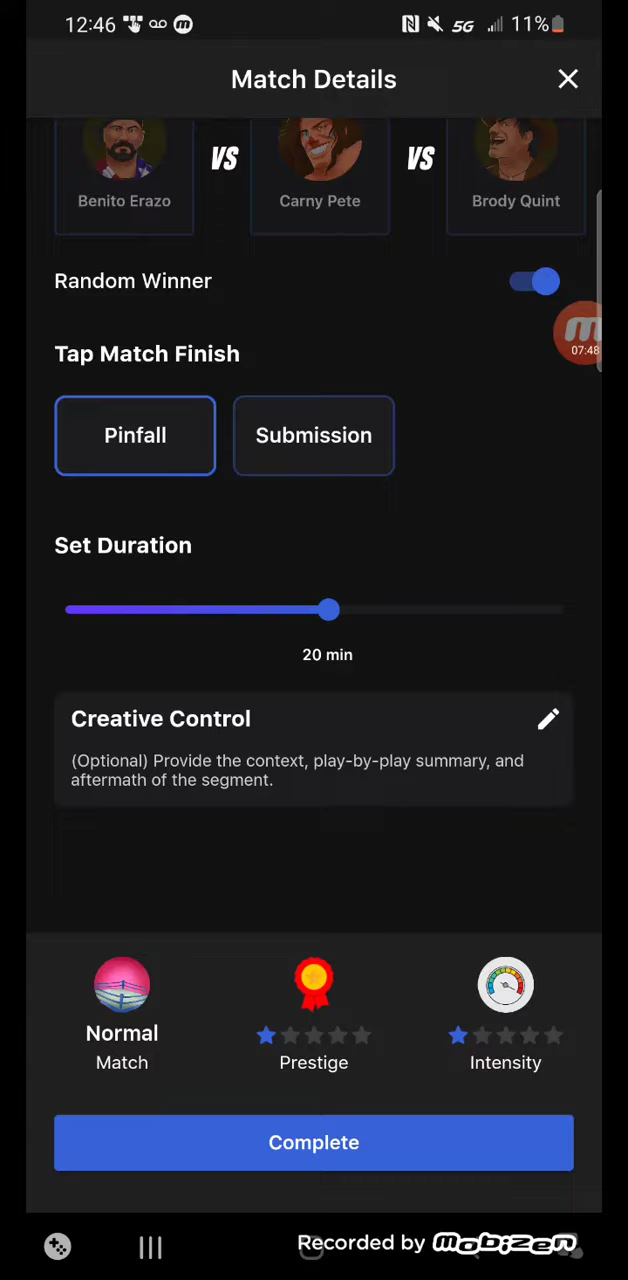 12:46 5G 11%
Match Details
VS VS
Benito Erazo Carny Pete Brody Quint
Random Winner
07:48
Tap Match Finish
Pinfall Submission
Set Duration
20 min
Creative Control
(Optional) Provide the context, play-by-play summary, and
aftermath of the segment.
Normal
Match Prestige Intensity
Complete
Recorded by mobizen